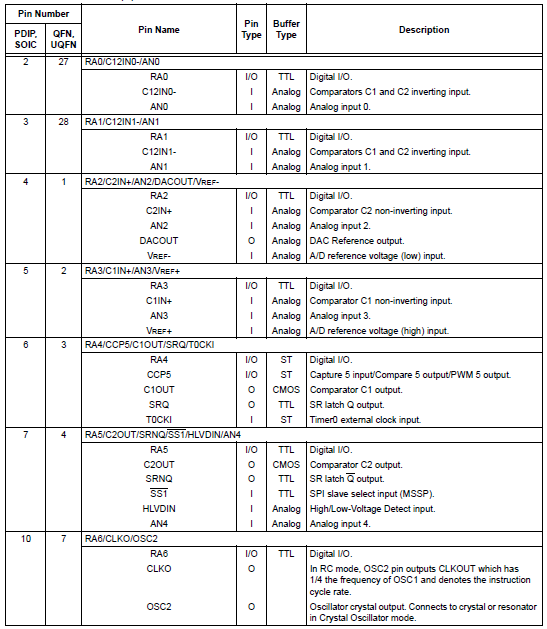 Pin Number Pin Name Pin Type Buffer Type Description
PDIP, SOIC QFN, UQFN
2 27 RA0/C12IN0-/AN0
RA0 I/O TTL Digital I/O.
C12IN0- I Analog Comparators C1 and C2 inverting input.
AN0 I Analog Analog input 0.
3 28 RA1/C12IN1-/AN1
RA1 I/O TTL Digital I/O.
C12IN1- I Analog Comparators C1 and C2 inverting input.
AN1 I Analog Analog input 1.
4 1 RA2/C2IN+/AN2/DACOUT/VREF-
RA2 I/O TTL Digital I/O.
C2IN+ I Analog Comparator C2 non-inverting input.
AN2 I Analog Analog input 2.
DACOUT O Analog DAC Reference output.
VREF- I Analog A/D reference voltage (low) input.
5 2 RA3/C1IN+/AN3/VREF+
RA3 I/O TTL Digital I/O.
C1IN+ I Analog Comparator C1 non-inverting input.
AN3 I Analog Analog input 3.
VREF+ I Analog A/D reference voltage (high) input.
6 3 RA4/CCP5/C1OUT/SRQ/T0CKI
RA4 I/O ST Digital I/O.
CCP5 I/O ST Capture 5 input/Compare 5 output/PWM 5 output.
C1OUT O CMOS Comparator C1 output.
SRQ O TTL SR latch Q output.
T0CKI I ST Timer0 external clock input.
7 4 RA5/C2OUT/SRNQ/S̅S̅1̅/HLVDIN/AN4
RA5 I/O TTL Digital I/O.
C2OUT O CMOS Comparator C2 output.
SRNQ O TTL SR latch Q̅ output.
S̅S̅1̅ I TTL SPI slave select input (MSSP).
HLVDIN I Analog High/Low-Voltage Detect input.
AN4 I Analog Analog input 4.
10 7 RA6/CLKO/OSC2
RA6 I/O TTL Digital I/O.
CLKO O In RC mode, OSC2 pin outputs CLKOUT which has
1/4 the frequency of OSC1 and denotes the instruction
cycle rate.
OSC2 O Oscillator crystal output. Connects to crystal or resonator
in Crystal Oscillator mode.